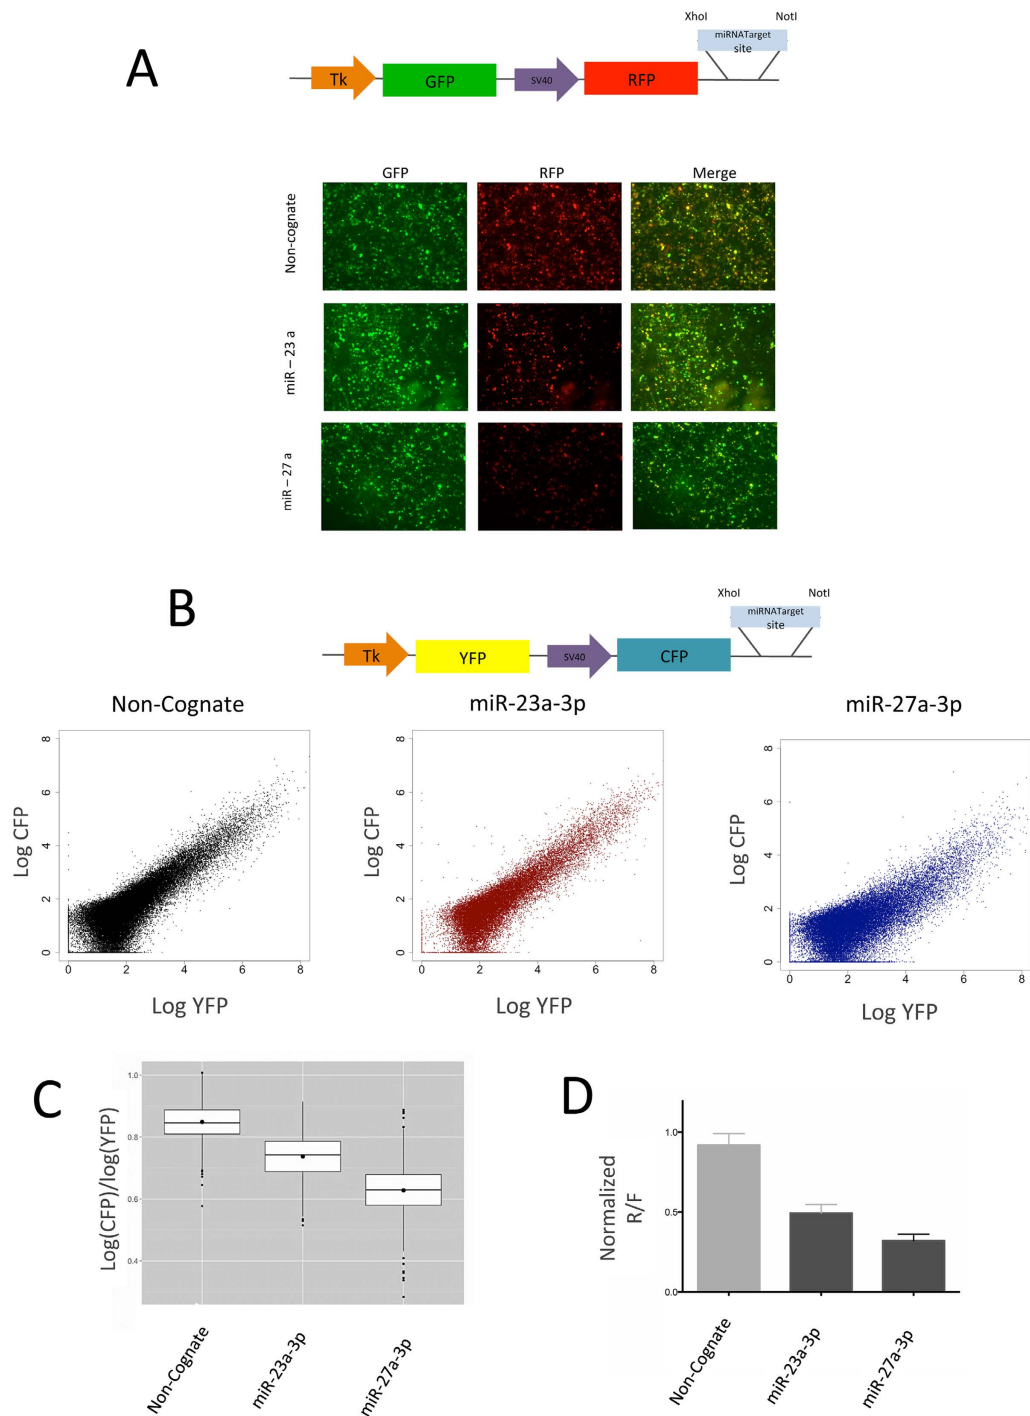 A
XhoI
NotI
miRNATarget
site
Tk
GFP
SV40
RFP
GFP
RFP
Merge
Non-cognate
miR – 23 a
miR – 27 a
B
XhoI
NotI
miRNATarget
site
Tk
YFP
SV40
CFP
Non-Cognate
miR-23a-3p
miR-27a-3p
Log CFP
8
6
4
2
0
0 2 4 6 8
Log YFP
Log CFP
8
6
4
2
0
0 2 4 6 8
Log YFP
Log CFP
8
6
4
2
0
0 2 4 6 8
Log YFP
C
Log(CFP)/log(YFP)
1.0
0.8
0.6
0.4
Non-Cognate
miR-23a-3p
miR-27a-3p
D
Normalized
R/F
1.0
0.5
0.0
Non-Cognate
miR-23a-3p
miR-27a-3p